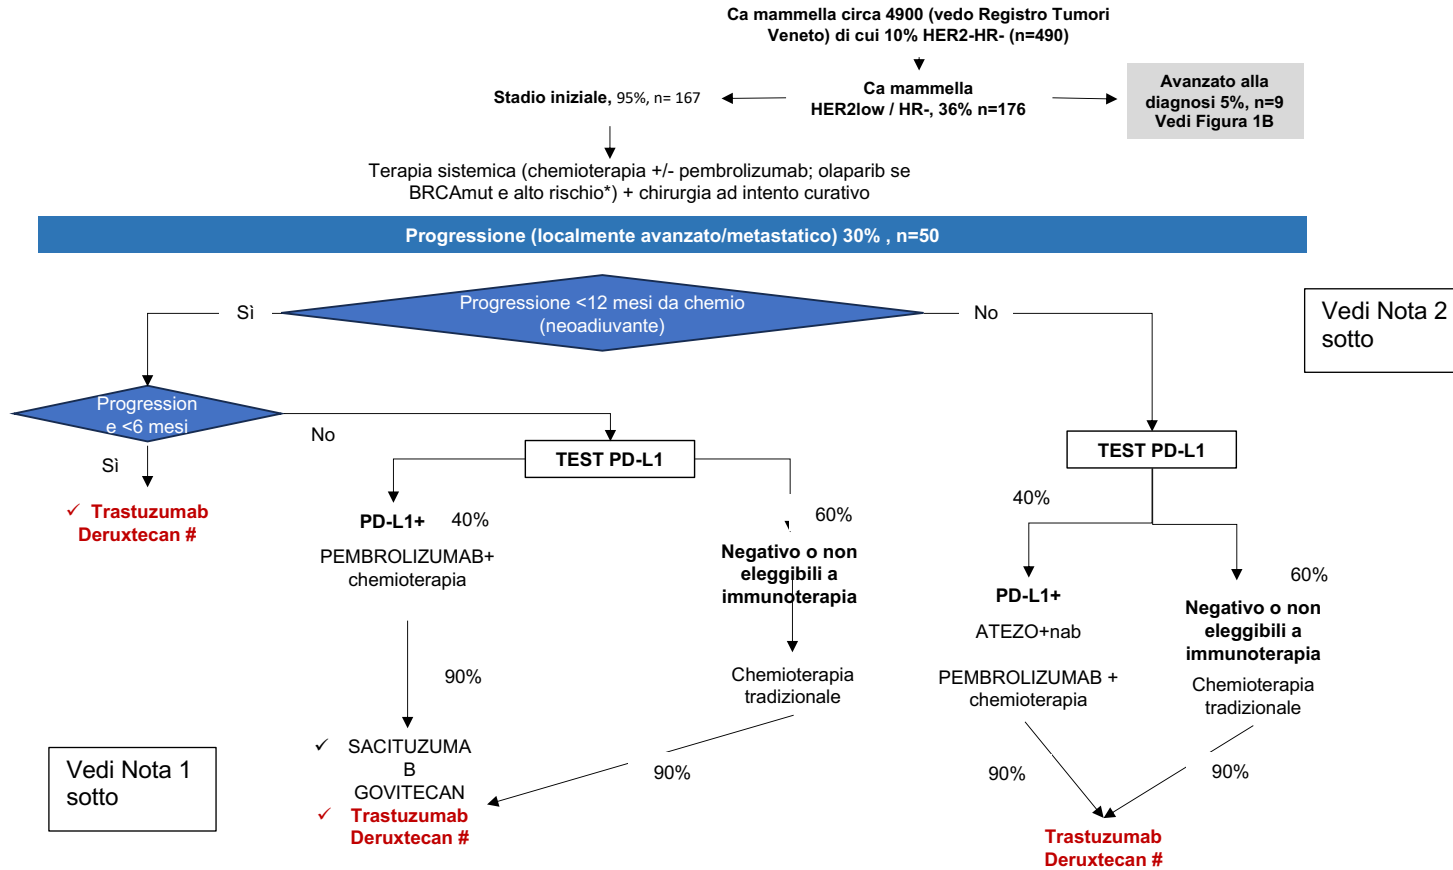 Ca mammella circa 4900 (vedo Registro Tumori
Veneto) di cui 10% HER2-HR- (n=490)
Stadio iniziale, 95%, n= 167
Ca mammella
HER2low / HR-, 36% n=176
Avanzato alla
diagnosi 5%, n=9
Vedi Figura 1B
Terapia sistemica (chemioterapia +/- pembrolizumab; olaparib se
BRCAmut e alto rischio*) + chirurgia ad intento curativo
Progressione (localmente avanzato/metastatico) 30% , n=50
Sì
Progressione <12 mesi da chemio
(neoadiuvante)
No
Vedi Nota 2
sotto
Progression
e <6 mesi
No
Sì
✓ Trastuzumab
Deruxtecan #
TEST PD-L1
PD-L1+ 40%
PEMBROLIZUMAB+
chemioterapia
60%
Negativo o non
eleggibili a
immunoterapia
90%
Chemioterapia
tradizionale
✓ SACITUZUMA
B
GOVITECAN
✓ Trastuzumab
Deruxtecan #
90%
Vedi Nota 1
sotto
TEST PD-L1
40%
PD-L1+
ATEZO+nab
PEMBROLIZUMAB +
chemioterapia
60%
Negativo o non
eleggibili a
immunoterapia
Chemioterapia
tradizionale
90%
90%
Trastuzumab
Deruxtecan #